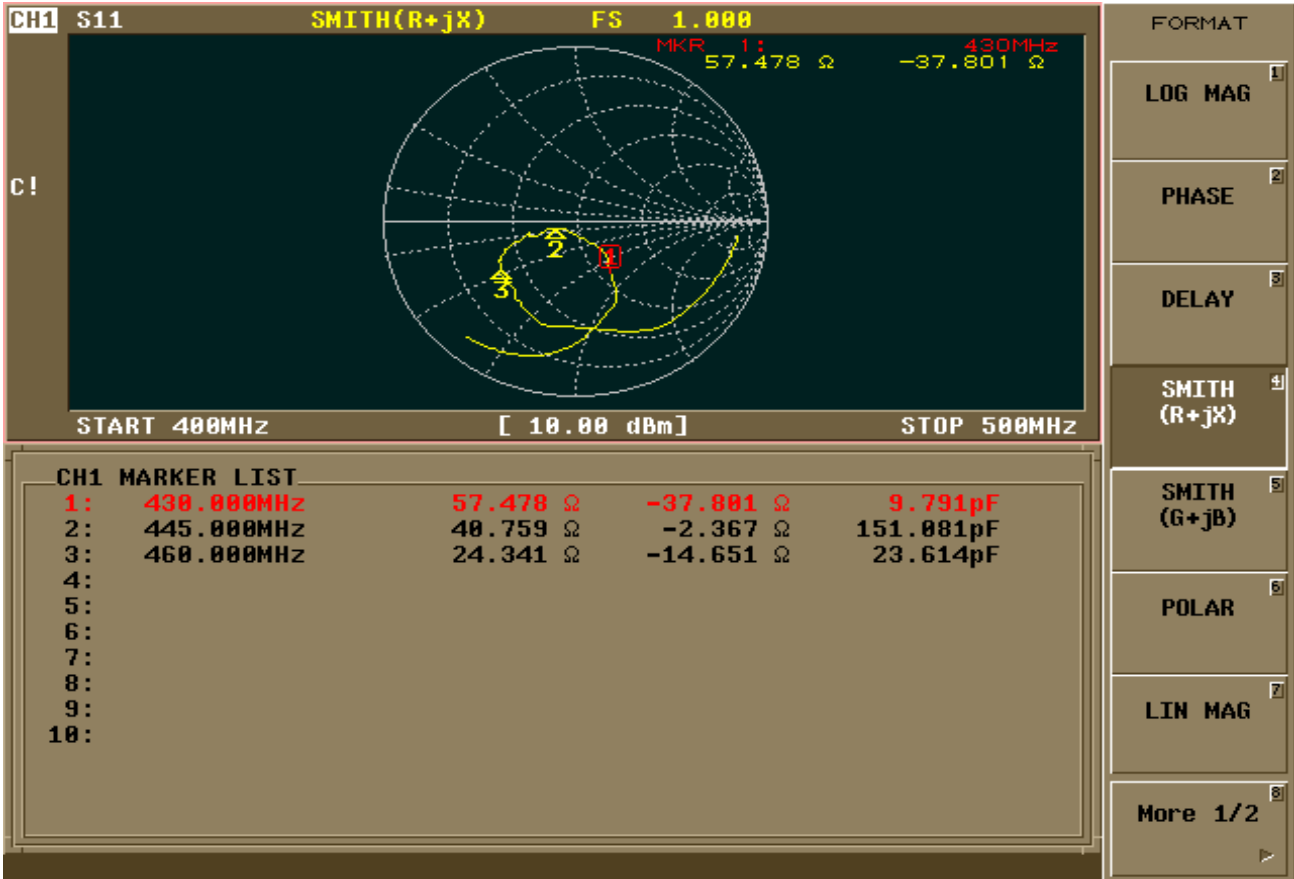 CH1 S11 SMITH(R+jX) FS 1.000
MKR 1: 430MHz
57.478 Ω -37.801 Ω
C!
2
1
3
START 400MHz [ 10.00 dBm] STOP 500MHz
CH1 MARKER LIST
1: 430.000MHz 57.478 Ω -37.801 Ω 9.791pF
2: 445.000MHz 40.759 Ω -2.367 Ω 151.081pF
3: 460.000MHz 24.341 Ω -14.651 Ω 23.614pF
4:
5:
6:
7:
8:
9:
10:
FORMAT
1
LOG MAG
2
PHASE
3
DELAY
4
SMITH
(R+jX)
5
SMITH
(G+jB)
6
POLAR
7
LIN MAG
8
More 1/2